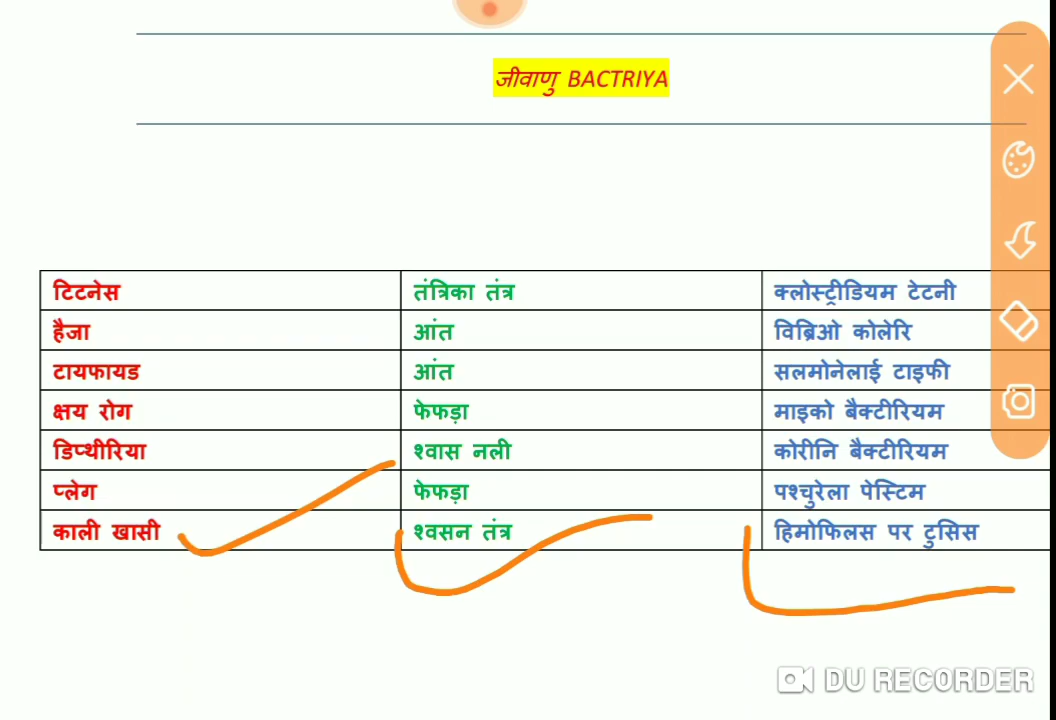 जीवाणु BACTRIYA
टिटनेस तंत्रिका तंत्र क्लोस्ट्रीडियम टेटनी
हैजा आंत विब्रिओ कोलेरि
टायफायड आंत सलमोनेलाई टाइफी
क्षय रोग फेफड़ा माइको बैक्टीरियम
डिप्थीरिया श्वास नली कोरीनि बैक्टीरियम
प्लेग फेफड़ा पश्चुरेला पेस्टिम
काली खासी श्वसन तंत्र हिमोफिलस पर टुसिस
DU RECORDER